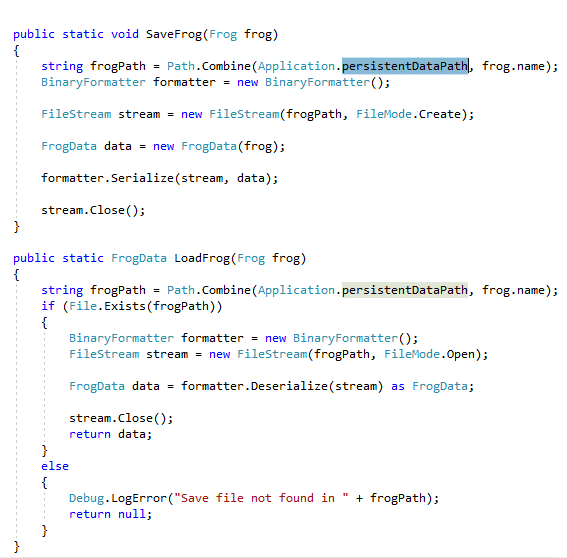 public static void SaveFrog(Frog frog)
{
    string frogPath = Path.Combine(Application.persistentDataPath, frog.name);
    BinaryFormatter formatter = new BinaryFormatter();

    FileStream stream = new FileStream(frogPath, FileMode.Create);

    FrogData data = new FrogData(frog);

    formatter.Serialize(stream, data);

    stream.Close();
}

public static FrogData LoadFrog(Frog frog)
{
    string frogPath = Path.Combine(Application.persistentDataPath, frog.name);
    if (File.Exists(frogPath))
    {
        BinaryFormatter formatter = new BinaryFormatter();
        FileStream stream = new FileStream(frogPath, FileMode.Open);

        FrogData data = formatter.Deserialize(stream) as FrogData;

        stream.Close();
        return data;
    }
    else
    {
        Debug.LogError("Save file not found in " + frogPath);
        return null;
    }
}